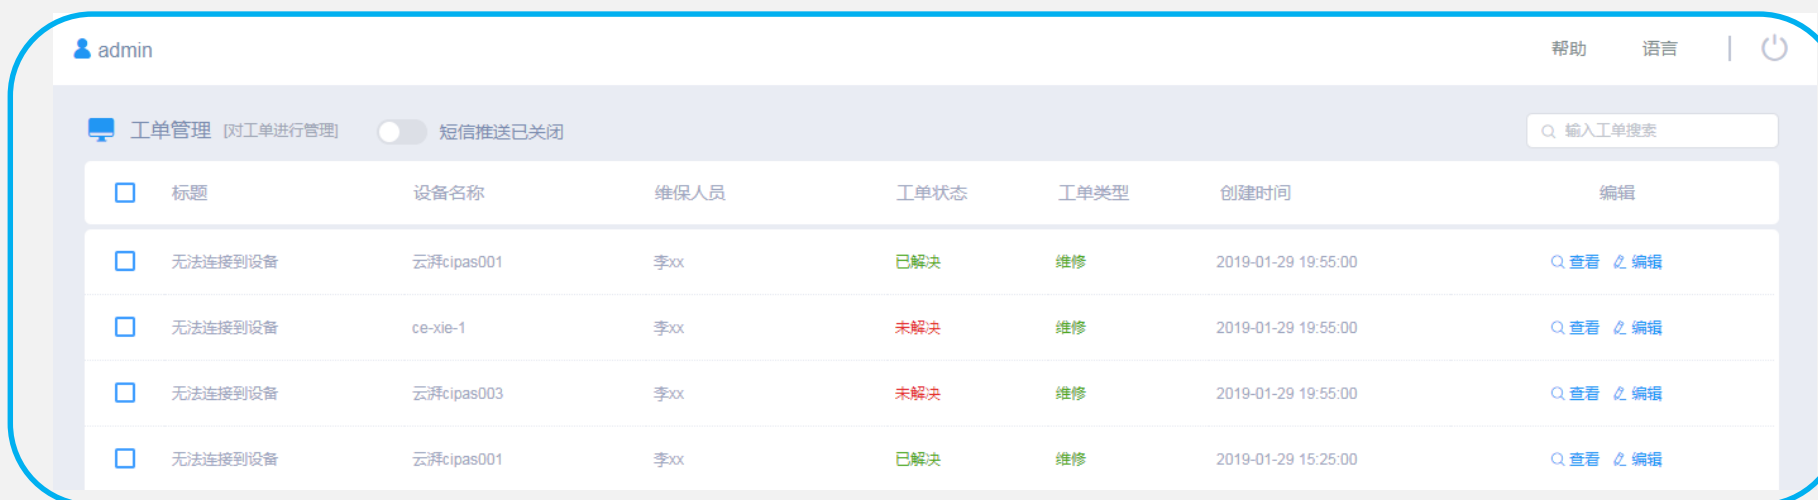 admin 帮助 语言
工单管理 [对工单进行管理] 短信推送已关闭 输入工单搜索
标题 设备名称 维保人员 工单状态 工单类型 创建时间 编辑
无法连接到设备 云湃cipas001 李xx 已解决 维修 2019-01-29 19:55:00 查看 编辑
无法连接到设备 ce-xie-1 李xx 未解决 维修 2019-01-29 19:55:00 查看 编辑
无法连接到设备 云湃cipas003 李xx 未解决 维修 2019-01-29 19:55:00 查看 编辑
无法连接到设备 云湃cipas001 李xx 已解决 维修 2019-01-29 15:25:00 查看 编辑